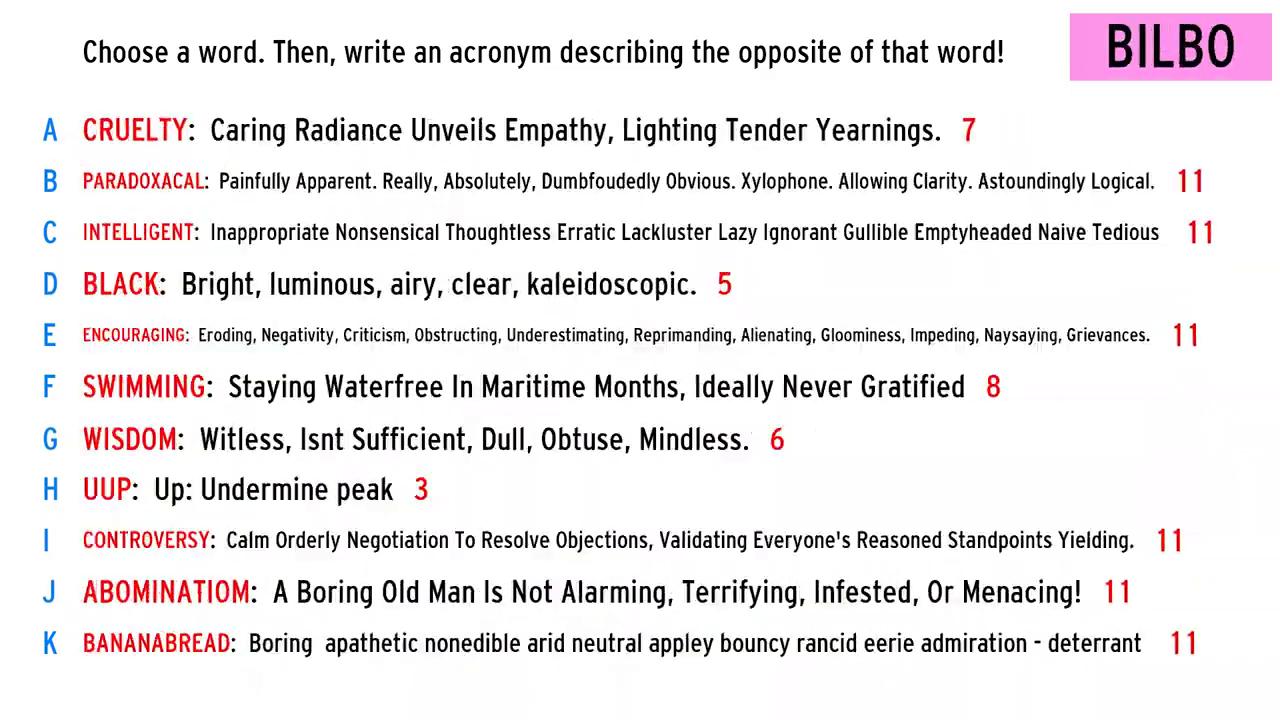 Choose a word. Then, write an acronym describing the opposite of that word!
BILBO
A CRUELTY: Caring Radiance Unveils Empathy, Lighting Tender Yearnings. 7
B PARADOXACAL: Painfully Apparent. Really, Absolutely, Dumbfoudedly Obvious. Xylophone. Allowing Clarity. Astoundingly Logical. 11
C INTELLIGENT: Inappropriate Nonsensical Thoughtless Erratic Lackluster Lazy Ignorant Gullible Emptyheaded Naive Tedious 11
D BLACK: Bright, luminous, airy, clear, kaleidoscopic. 5
E ENCOURAGING: Eroding, Negativity, Criticism, Obstructing, Underestimating, Reprimanding, Alienating, Gloominess, Impeding, Naysaying, Grievances. 11
F SWIMMING: Staying Waterfree In Maritime Months, Ideally Never Gratified 8
G WISDOM: Witless, Isnt Sufficient, Dull, Obtuse, Mindless. 6
H UUP: Up: Undermine peak 3
I CONTROVERSY: Calm Orderly Negotiation To Resolve Objections, Validating Everyone's Reasoned Standpoints Yielding. 11
J ABOMINATIOM: A Boring Old Man Is Not Alarming, Terrifying, Infested, Or Menacing! 11
K BANANABREAD: Boring apathetic nonedible arid neutral appley bouncy rancid eerie admiration - deterrant 11